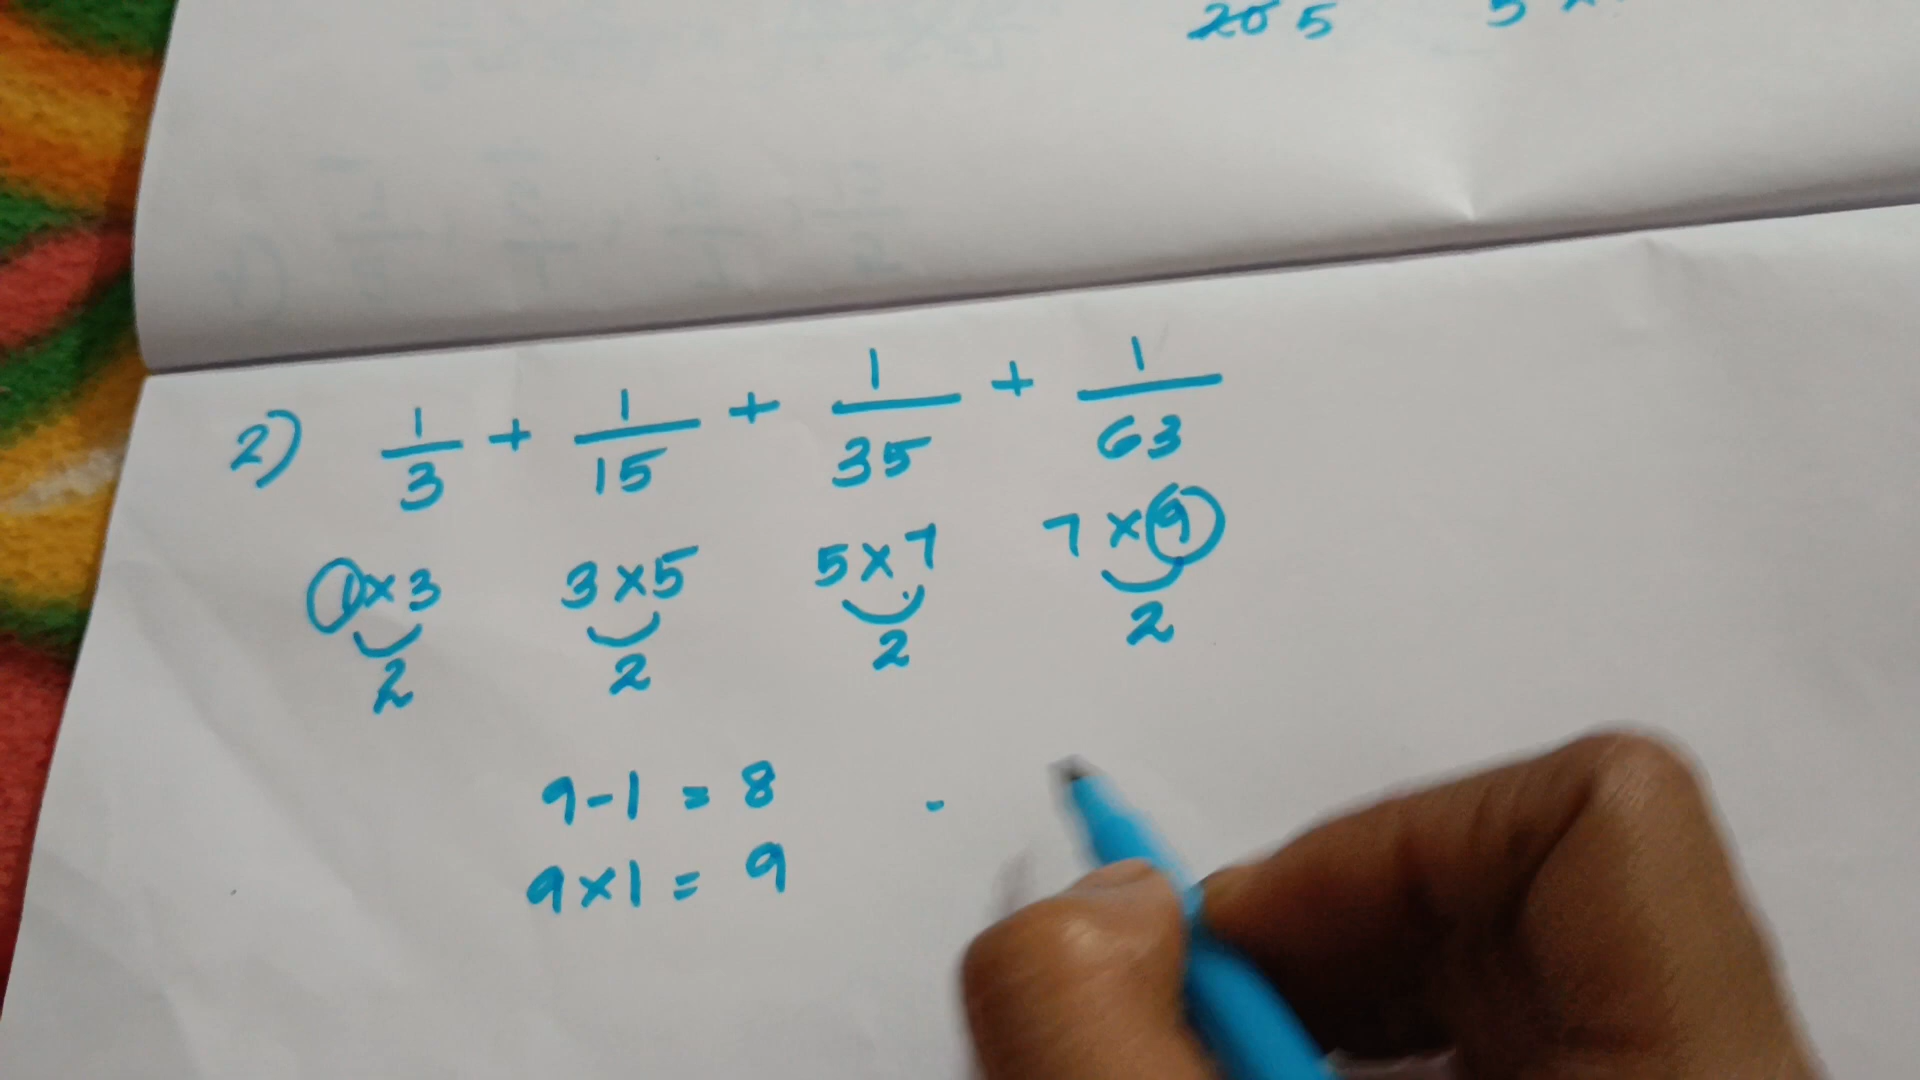 205 5
2) 1/3 + 1/15 + 1/35 + 1/63
1×3 3×5 5×7 7×9
2 2 2 2
9-1 = 8 -
9×1 = 9